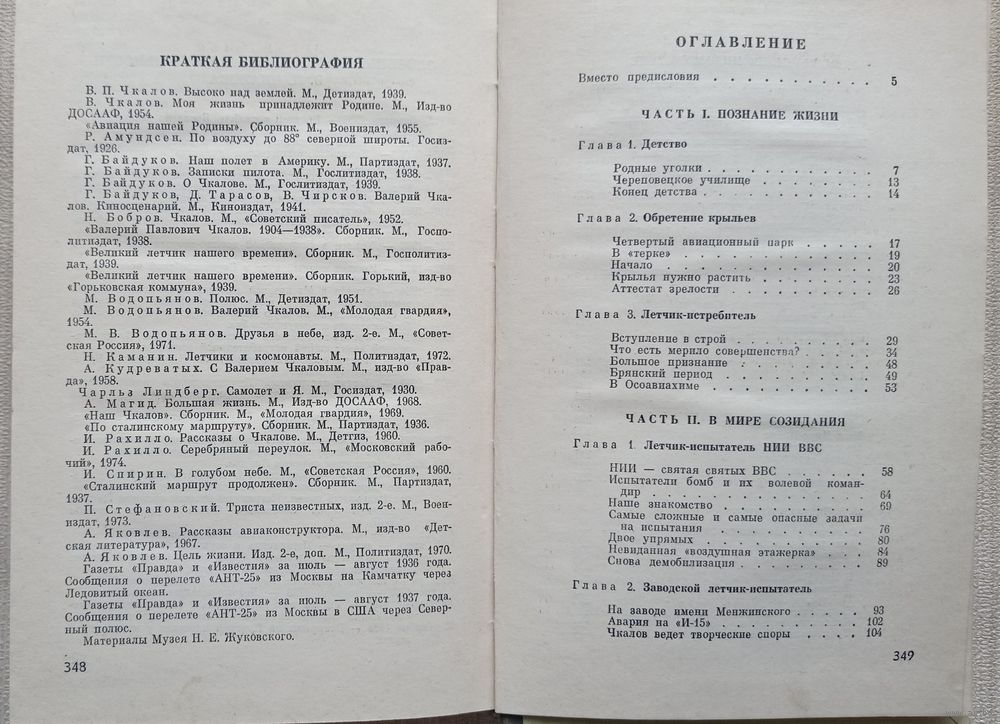 КРАТКАЯ БИБЛИОГРАФИЯ
В. П. Чкалов. Высоко над землей. М., Детиздат, 1939.
В. Чкалов. Моя жизнь принадлежит Родине. М., Изд-во
ДОСААФ, 1954.
«Авиация нашей Родины». Сборник. М., Воениздат, 1955.
Р. Амундсен. По воздуху до 88° северной широты. Госиз-
дат, 1926.
Г. Байдуков. Наш полет в Америку. М., Партиздат, 1937.
Г. Байдуков. Записки пилота. М., Гослитиздат, 1938.
Г. Байдуков. О Чкалове. М., Гослитиздат, 1939.
Г. Байдуков, Д. Тарасов, В. Чирсков. Валерий Чка-
лов. Киносценарий. М., Киноиздат, 1941.
Н. Бобров. Чкалов. М., «Советский писатель», 1952.
«Валерий Павлович Чкалов. 1904—1938». Сборник. М., Госпо-
литиздат, 1938.
«Великий летчик нашего времени». Сборник. М., Госполитиз-
дат, 1939.
«Великий летчик нашего времени». Сборник. Горький, изд-во
«Горьковская коммуна», 1939.
М. Водопьянов. Полюс. М., Детиздат, 1951.
М. Водопьянов. Валерий Чкалов. М., «Молодая гвардия»,
1954.
М. В. Водопьянов. Друзья в небе, изд. 2-е. М., «Совет-
ская Россия», 1971.
Н. Каманин. Летчики и космонавты. М., Политиздат, 1972.
А. Кудреватых. С Валерием Чкаловым. М., изд-во «Прав-
да», 1958.
Чарльз Линдберг. Самолет и Я. М., Госиздат, 1930.
А. Магид. Большая жизнь. М., Изд-во ДОСААФ, 1968.
«Наш Чкалов». Сборник. М., «Молодая гвардия», 1969.
«По сталинскому маршруту». Сборник. М., Партиздат, 1936.
И. Рахилло. Рассказы о Чкалове. М., Детгиз, 1960.
И. Рахилло. Серебряный переулок. М., «Московский рабо-
чий», 1974.
И. Спирин. В голубом небе. М., «Советская Россия», 1960.
«Сталинский маршрут продолжен». Сборник. М., Партиздат,
1937.
П. Стефановский. Триста неизвестных, изд. 2-е. М., Воен-
издат, 1973.
А. Яковлев. Рассказы авиаконструктора. М., изд-во «Дет-
ская литература», 1967.
А. Яковлев. Цель жизни. Изд. 2-е, доп. М., Политиздат, 1970.
Газеты «Правда» и «Известия» за июль — август 1936 года.
Сообщения о перелете «АНТ-25» из Москвы на Камчатку через
Ледовитый океан.
Газеты «Правда» и «Известия» за июль — август 1937 года.
Сообщения о перелете «АНТ-25» из Москвы в США через Север-
ный полюс.
Материалы Музея Н. Е. Жуковского.
348
ОГЛАВЛЕНИЕ
Вместо предисловия . . . . . . . . . . 5
ЧАСТЬ I. ПОЗНАНИЕ ЖИЗНИ
Глава 1. Детство
Родные уголки . . . . . . . . . . . 7
Череповецкое училище . . . . . . . . 13
Конец детства . . . . . . . . . . . 14
Глава 2. Обретение крыльев
Четвертый авиационный парк . . . . . 17
В «терке» . . . . . . . . . . . . 19
Начало . . . . . . . . . . . . . 20
Крылья нужно растить . . . . . . . . 23
Аттестат зрелости . . . . . . . . . 26
Глава 3. Летчик-истребитель
Вступление в строй . . . . . . . . . 29
Что есть мерило совершенства? . . . . 34
Большое признание . . . . . . . . . 48
Брянский период . . . . . . . . . . 49
В Осоавиахиме . . . . . . . . . . . 53
ЧАСТЬ II. В МИРЕ СОЗИДАНИЯ
Глава 1. Летчик-испытатель НИИ ВВС
НИИ — святая святых ВВС . . . . . . 58
Испытатели бомб и их волевой коман-
дир . . . . . . . . . . . . . 64
Наше знакомство . . . . . . . . . . 69
Самые сложные и самые опасные задачи
на испытания . . . . . . . . . . 76
Двое упрямых . . . . . . . . . . . 80
Невиданная «воздушная этажерка» . . . 84
Снова демобилизация . . . . . . . . . 89
Глава 2. Заводской летчик-испытатель
На заводе имени Менжинского . . . . . 93
Авария на «И-15» . . . . . . . . . . 102
Чкалов ведет творческие споры . . . . 104
349